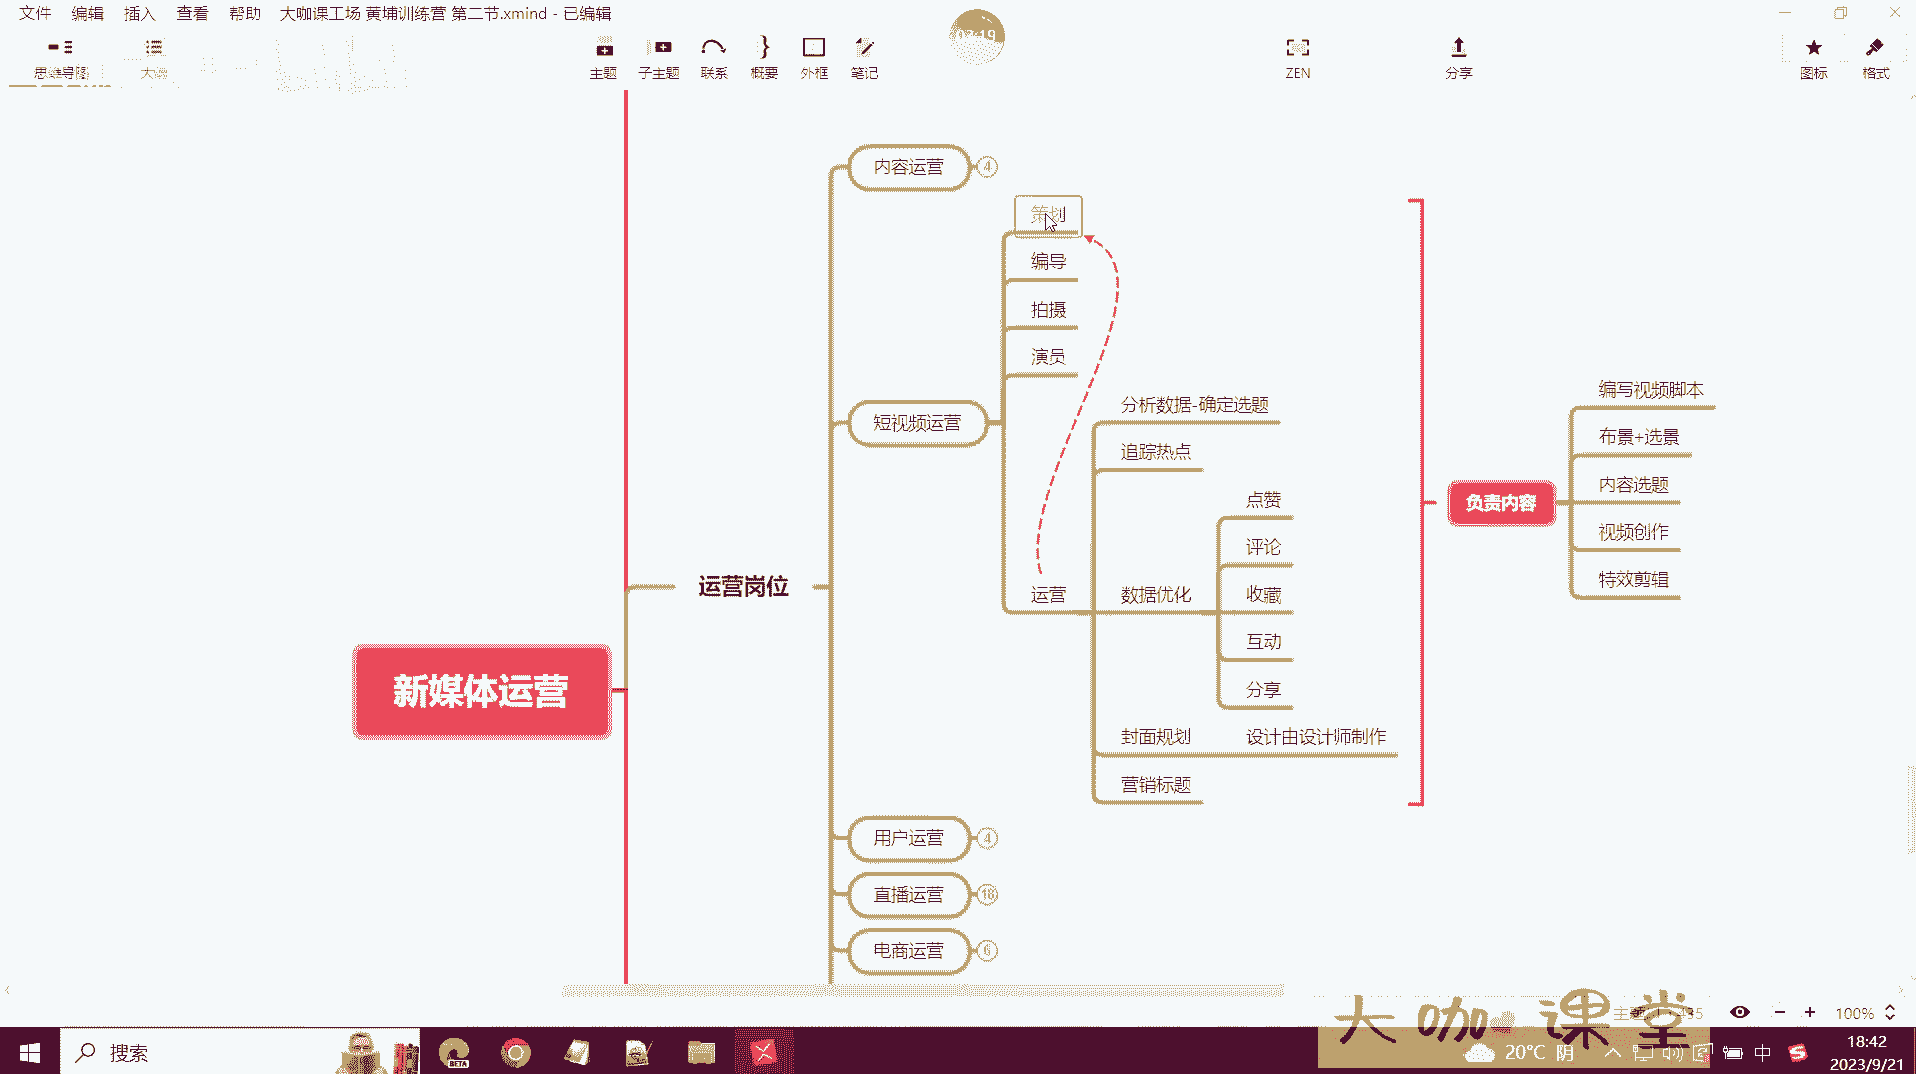 文件 编辑 插入 查看 帮助 大咖课工场 黄埔训练营 第二节.xmind - 已编辑
思维导图 大纲 主题 子主题 联系 概要 外框 笔记 ZEN 分享 图标 格式
内容运营 4
策划
编导
拍摄
演员
短视频运营
分析数据-确定选题
追踪热点
点赞
评论
运营 数据优化 收藏
互动
分享
封面规划 设计由设计师制作
营销标题
负责内容
编写视频脚本
布景+选景
内容选题
视频创作
特效剪辑
运营岗位
新媒体运营
用户运营 4
直播运营 18
电商运营 6
100%
大咖课堂
搜索
BETA
20°C 阴
中
18:42
2023/9/21